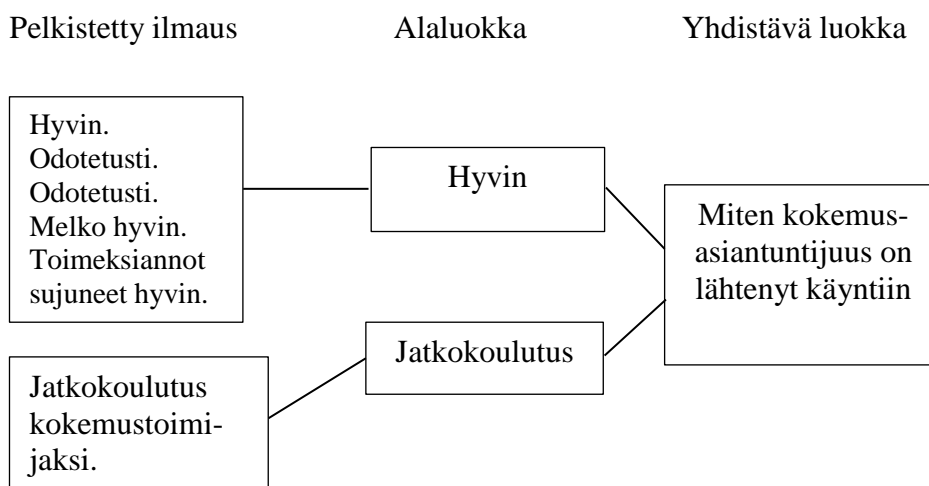 Pelkistetty ilmaus Alaluokka Yhdistävä luokka
Hyvin.
Odotetusti.
Odotetusti.
Melko hyvin.
Toimeksiannot
sujuneet hyvin.
Hyvin
Miten kokemus-
asiantuntijuus on
lähtenyt käyntiin
Jatkokoulutus
kokemustoimi-
jaksi.
Jatkokoulutus